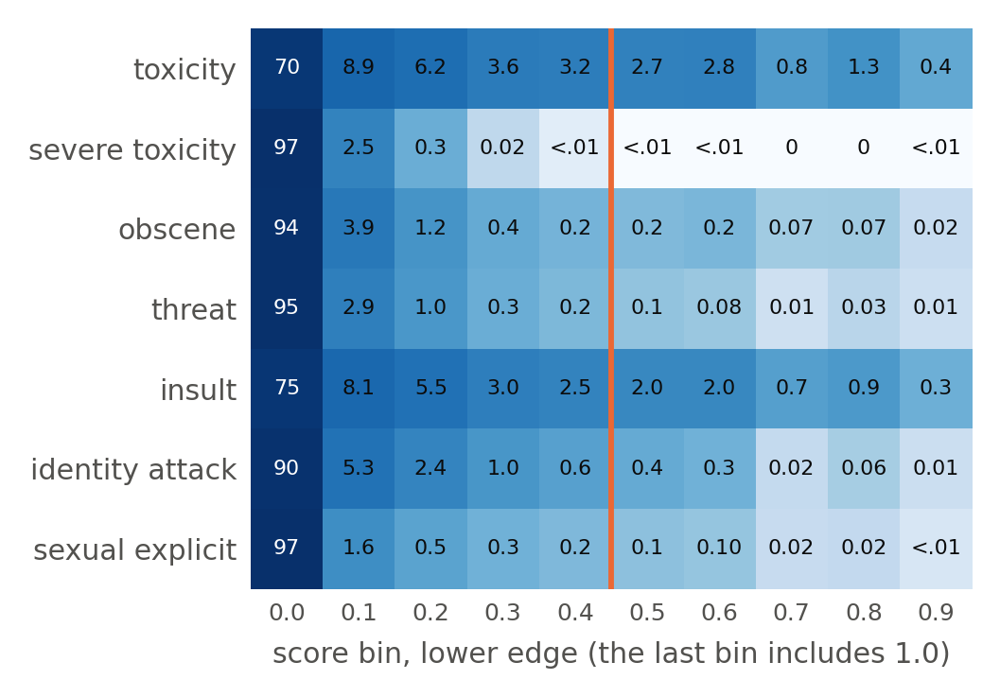 toxicity 70 8.9 6.2 3.6 3.2 2.7 2.8 0.8 1.3 0.4
severe toxicity 97 2.5 0.3 0.02 <.01 <.01 <.01 0 0 <.01
obscene 94 3.9 1.2 0.4 0.2 0.2 0.2 0.07 0.07 0.02
threat 95 2.9 1.0 0.3 0.2 0.1 0.08 0.01 0.03 0.01
insult 75 8.1 5.5 3.0 2.5 2.0 2.0 0.7 0.9 0.3
identity attack 90 5.3 2.4 1.0 0.6 0.4 0.3 0.02 0.06 0.01
sexual explicit 97 1.6 0.5 0.3 0.2 0.1 0.10 0.02 0.02 <.01
0.0 0.1 0.2 0.3 0.4 0.5 0.6 0.7 0.8 0.9
score bin, lower edge (the last bin includes 1.0)